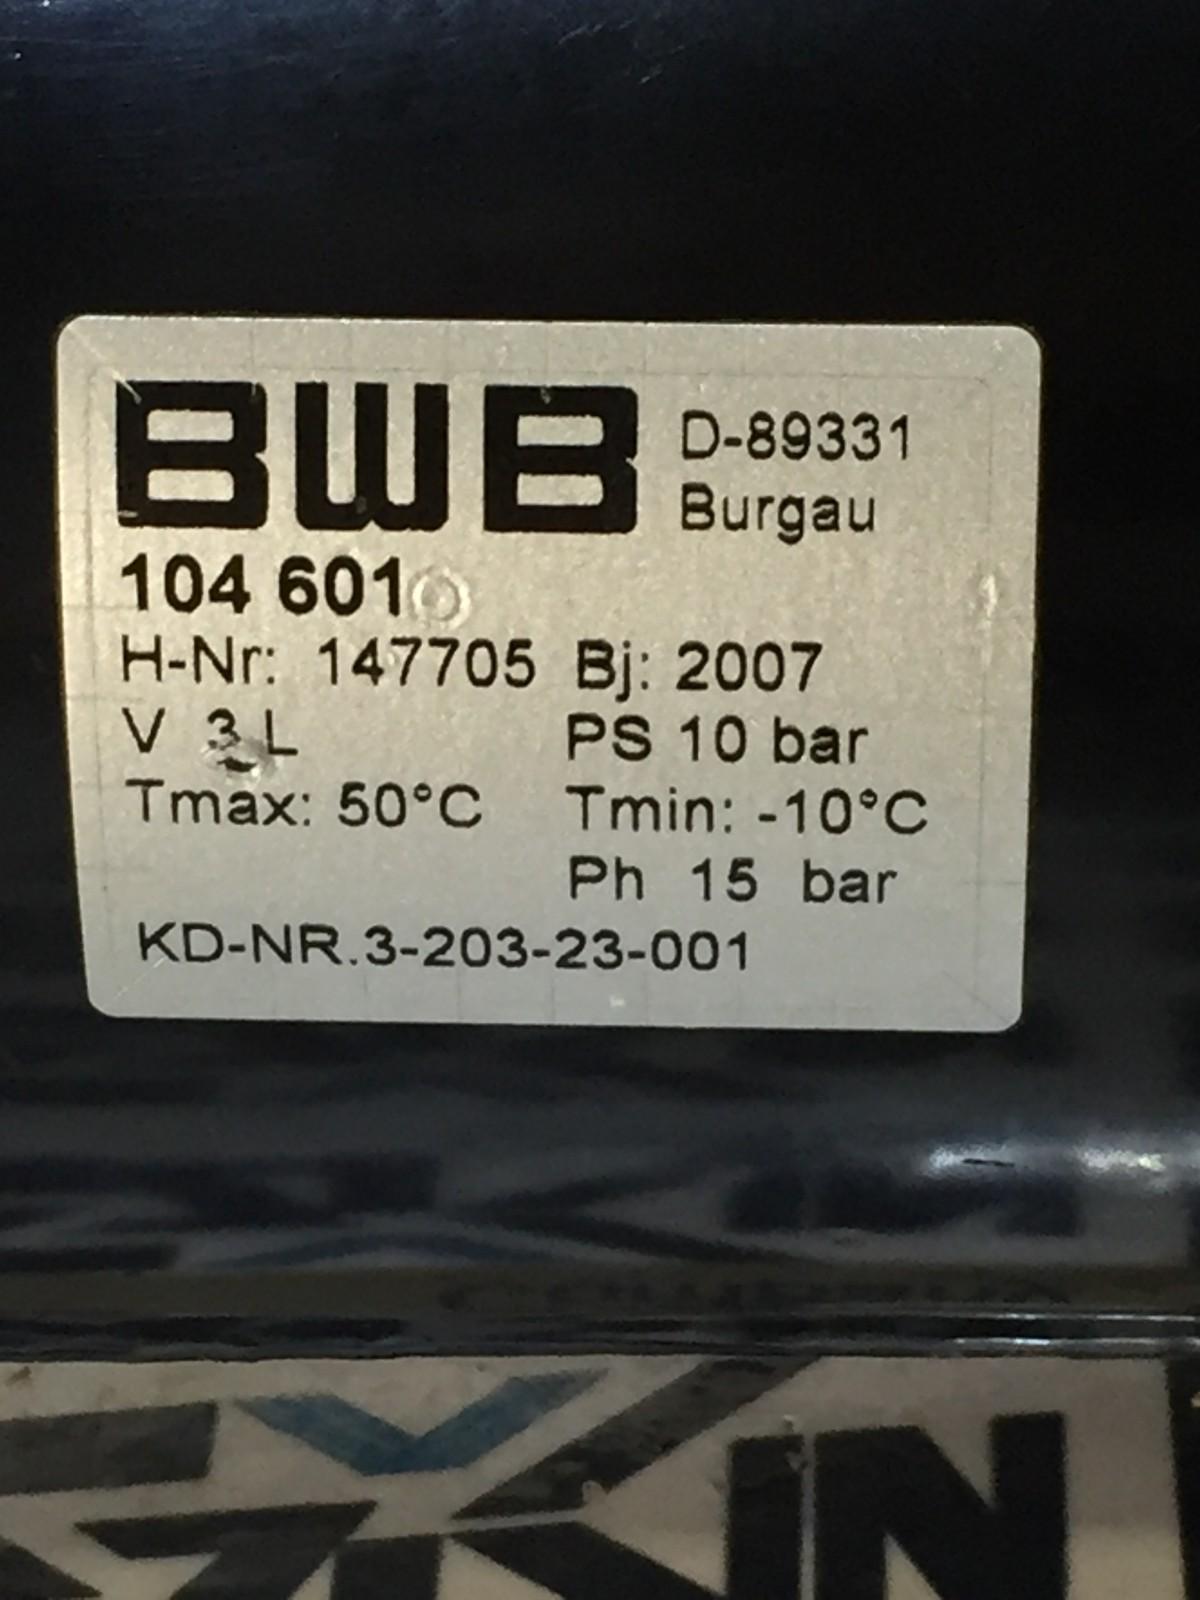 BWB D-89331
Burgau
104 601
H-Nr: 147705 Bj: 2007
V 3 L PS 10 bar
Tmax: 50°C Tmin: -10°C
Ph 15 bar
KD-NR.3-203-23-001